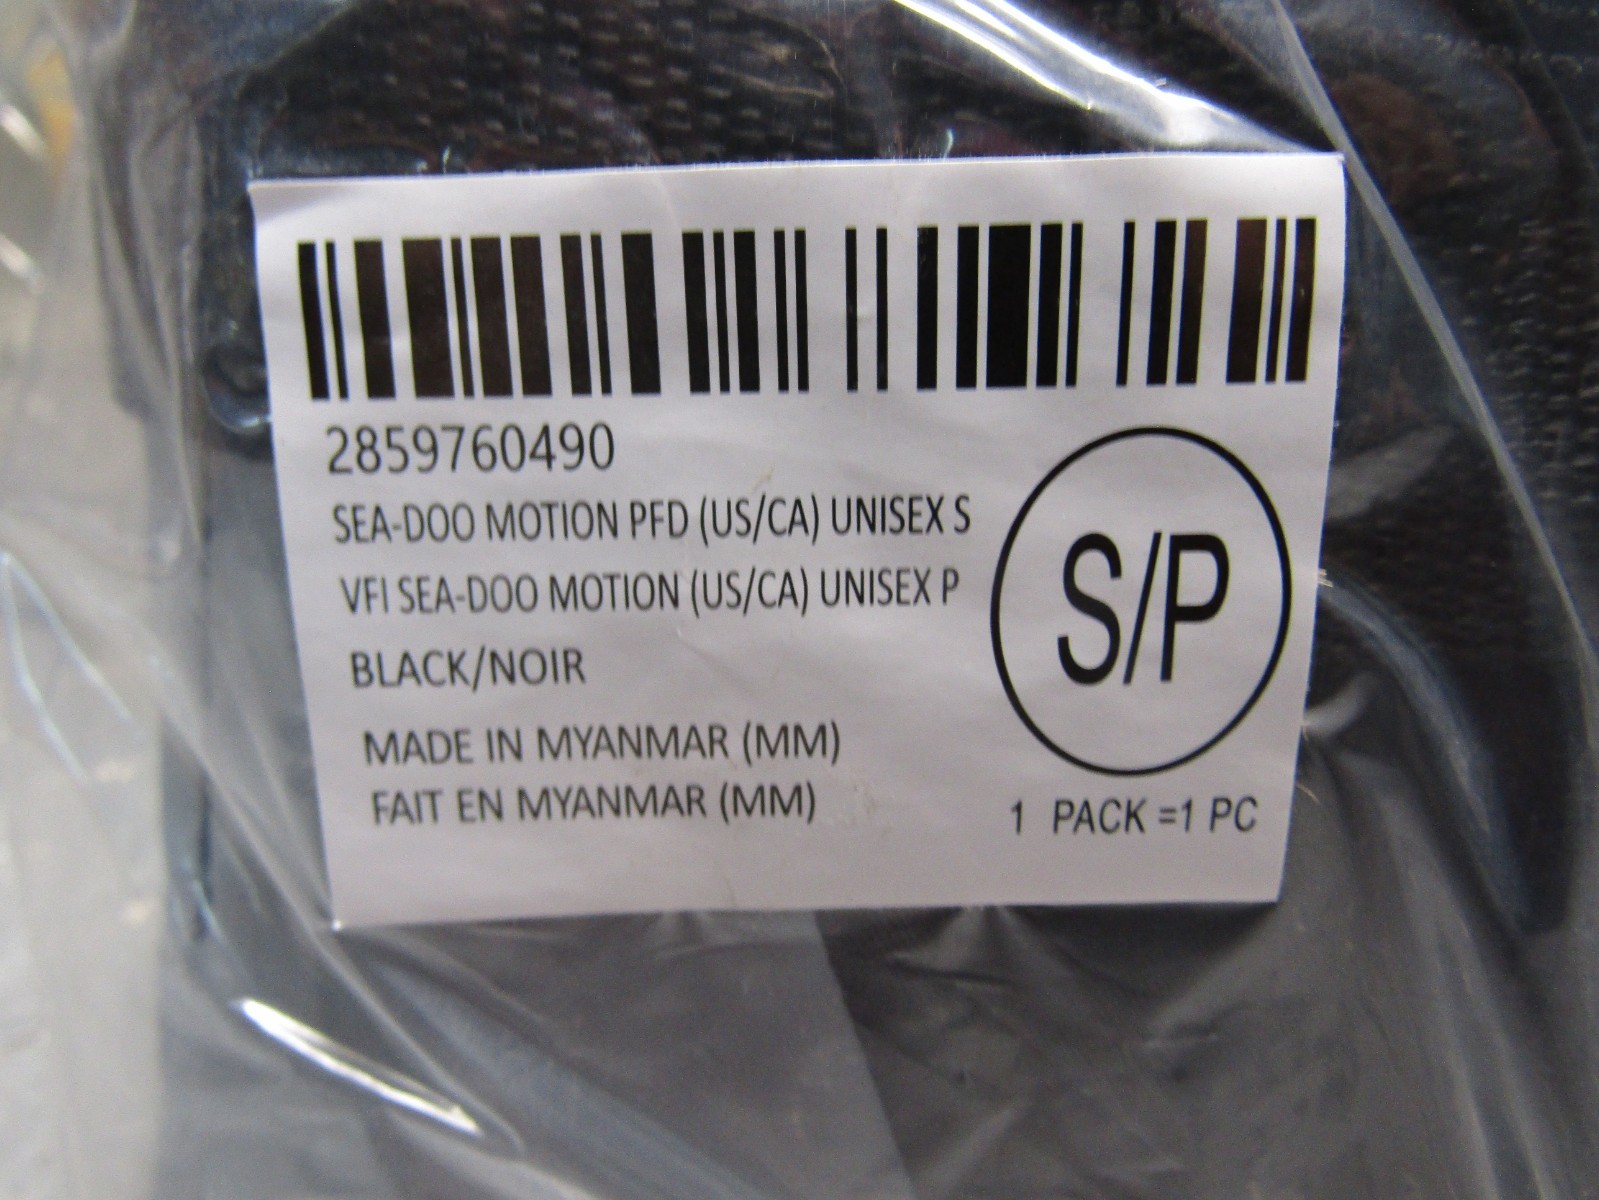 2859760490
SEA-DOO MOTION PFD (US/CA) UNISEX S
VFI SEA-DOO MOTION (US/CA) UNISEX P
BLACK/NOIR
S/P
MADE IN MYANMAR (MM)
FAIT EN MYANMAR (MM)
1 PACK =1 PC